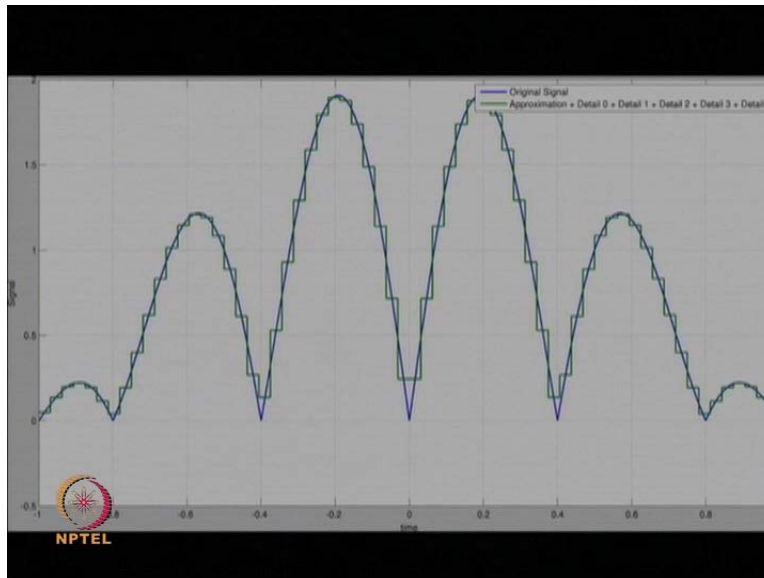 2
Original Signal
Approximation + Detail 0 + Detail 1 + Detail 2 + Detail 3 + Detail
1.5
1
Signal
0.5
0
-0.5
-1 0.8 -0.6 -0.4 -0.2 0 0.2 0.4 0.6 0.8
time
NPTEL